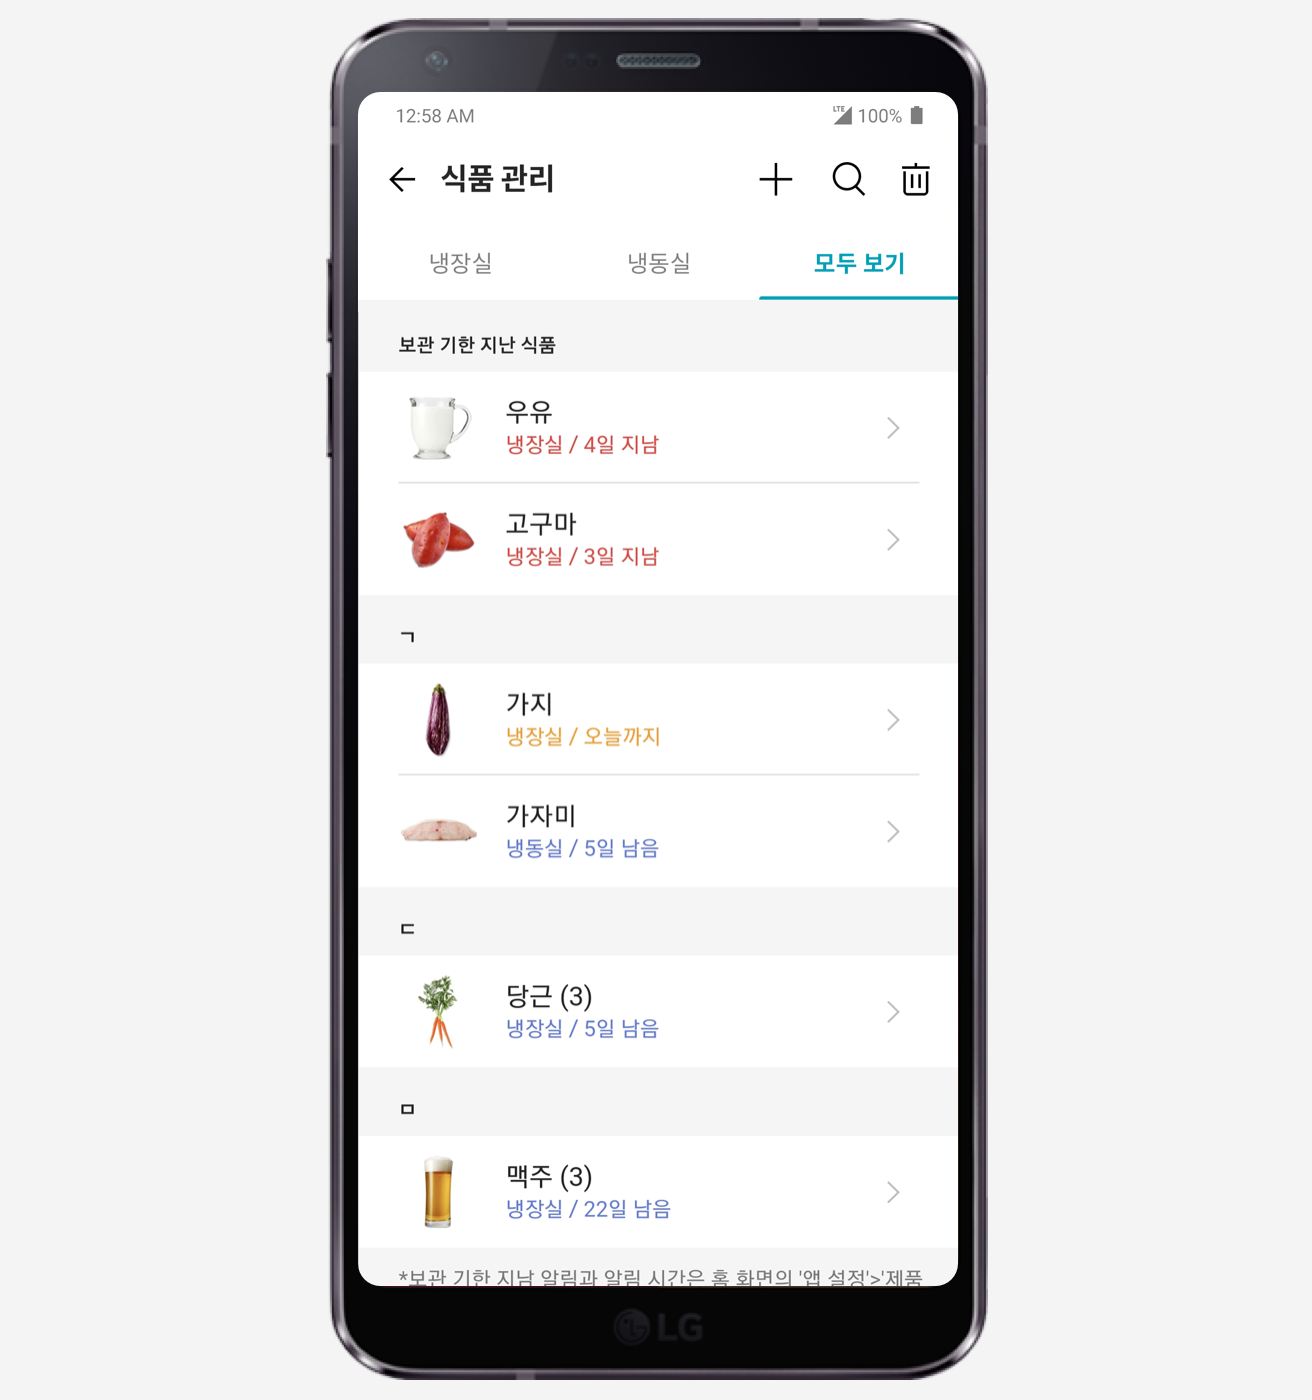 12:58 AM LTE 100%
식품 관리
냉장실 냉동실 모두 보기
보관 기한 지난 식품
우유
냉장실 / 4일 지남
고구마
냉장실 / 3일 지남
ㄱ
가지
냉장실 / 오늘까지
가자미
냉동실 / 5일 남음
ㄷ
당근 (3)
냉장실 / 5일 남음
ㅁ
맥주 (3)
냉장실 / 22일 남음
*보관 기한 지남 알림과 알림 시간은 홈 화면의 '앱 설정'>'제품
LG